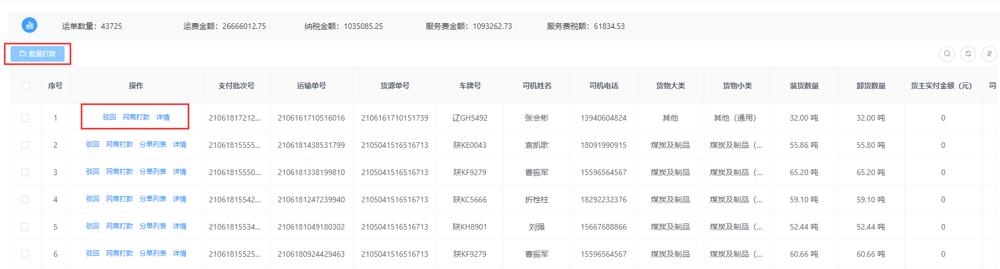 运单数量：43725 运费金额：26666012.75 纳税金额：1035085.25 服务费金额：1093262.73 服务费税额：61834.53
批量打款
序号 操作 支付批次号 运输单号 货源单号 车牌号 司机姓名 司机电话 货物大类 货物小类 装货数量 卸货数量 货主实付金额（元） 司
1 驳回 网商打款 详情 21061817212... 2106161710516016 2106161710151739 辽GH5492 张会彬 13940604824 其他 其他（通用） 32.00 吨 32.00 吨 0
2 驳回 网商打款 分单列表 详情 21061815555... 2106181438531799 2105041516516713 陕KE0043 袁凯歌 18091990915 煤炭及制品 煤炭及制品（... 55.86 吨 55.80 吨 0
3 驳回 网商打款 分单列表 详情 21061815550... 2106181338199810 2105041516516713 陕KF9279 曹振军 15596564567 煤炭及制品 煤炭及制品（... 65.20 吨 65.20 吨 0
4 驳回 网商打款 分单列表 详情 21061815542... 2106181247239940 2105041516516713 陕KC5666 折栓柱 18292232376 煤炭及制品 煤炭及制品（... 59.10 吨 59.10 吨 0
5 驳回 网商打款 分单列表 详情 21061815534... 2106181049180302 2105041516516713 陕KH8901 刘强 15667688866 煤炭及制品 煤炭及制品（... 52.44 吨 52.44 吨 0
6 驳回 网商打款 分单列表 详情 21061815525... 2106180924429463 2105041516516713 陕KF9279 曹振军 15596564567 煤炭及制品 煤炭及制品（... 60.66 吨 60.66 吨 0